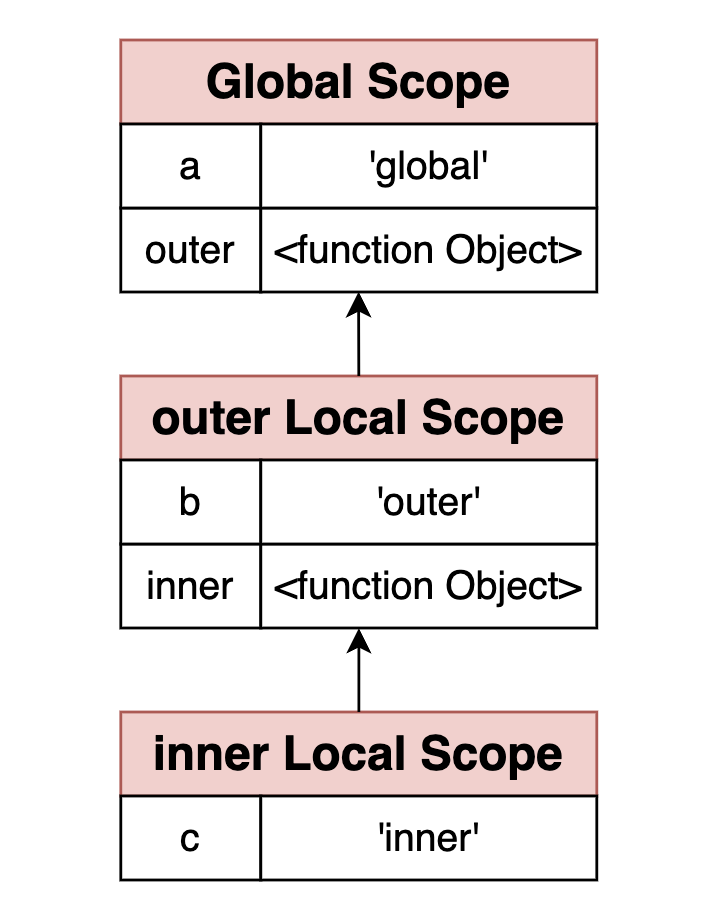 Global Scope
a 'global'
outer <function Object>
outer Local Scope
b 'outer'
inner <function Object>
inner Local Scope
c 'inner'